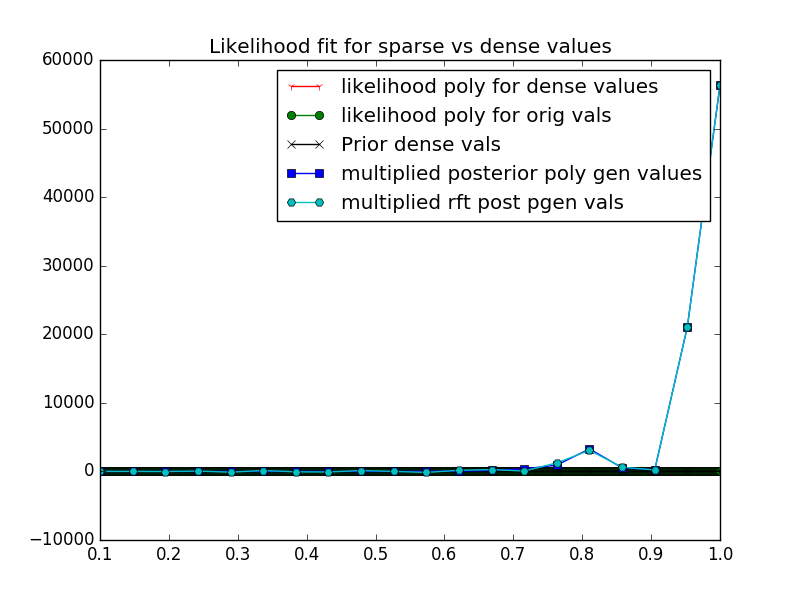 Likelihood fit for sparse vs dense values
60000
50000
40000
30000
20000
10000
0
−10000
likelihood poly for dense values
likelihood poly for orig vals
Prior dense vals
multiplied posterior poly gen values
multiplied rft post pgen vals
0.1 0.2 0.3 0.4 0.5 0.6 0.7 0.8 0.9 1.0